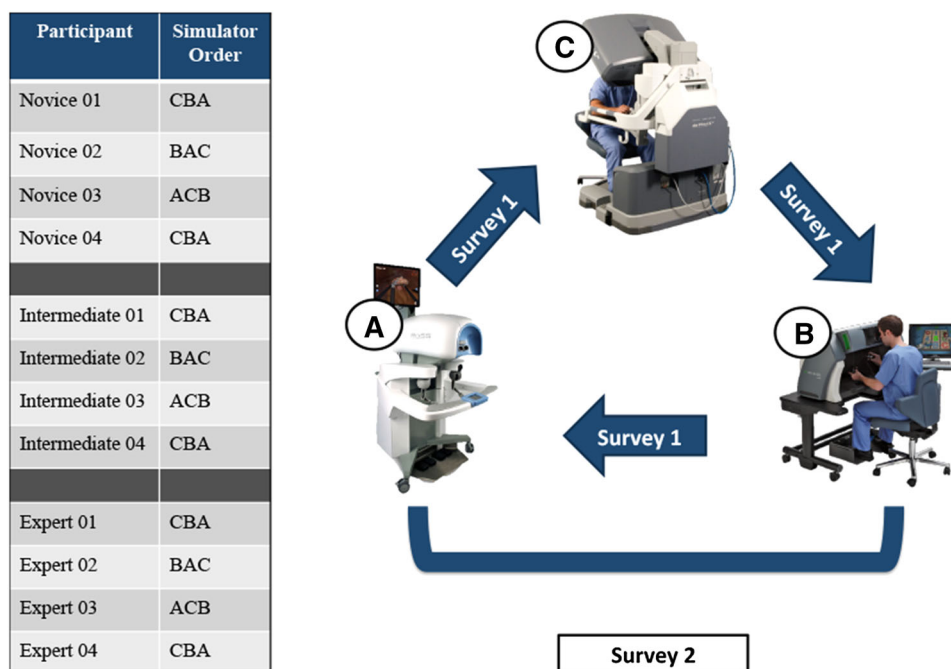 Participant Simulator Order
Novice 01 CBA
Novice 02 BAC
Novice 03 ACB
Novice 04 CBA
Intermediate 01 CBA
Intermediate 02 BAC
Intermediate 03 ACB
Intermediate 04 CBA
Expert 01 CBA
Expert 02 BAC
Expert 03 ACB
Expert 04 CBA
C
Survey 1
Survey 1
A
B
Survey 1
Survey 2